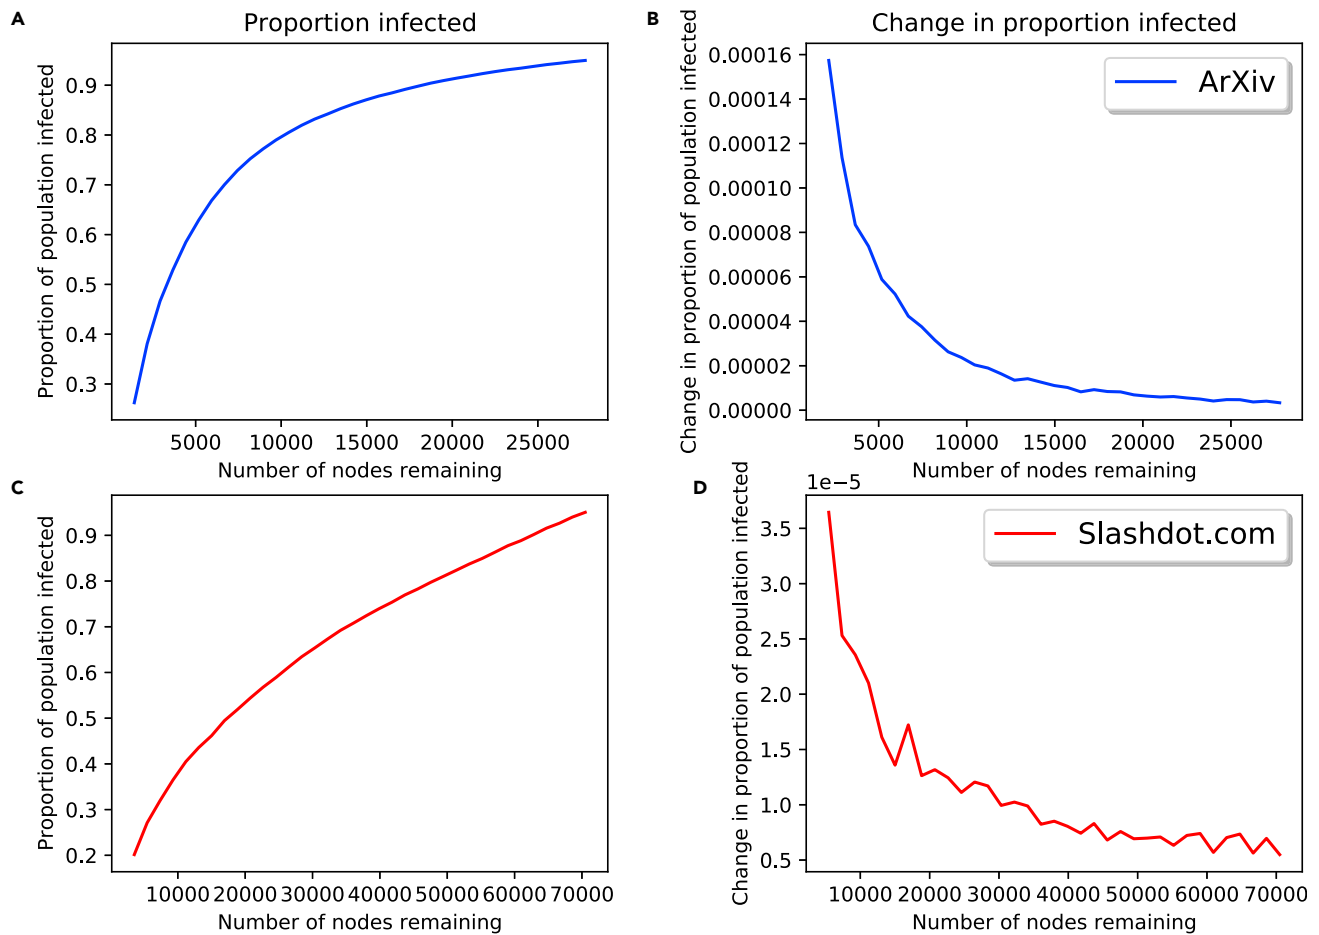 A
Proportion infected
Proportion of population infected
0.9
0.8
0.7
0.6
0.5
0.4
0.3
5000 10000 15000 20000 25000
Number of nodes remaining
B
Change in proportion infected
Change in proportion of population infected
0.00016
0.00014
0.00012
0.00010
0.00008
0.00006
0.00004
0.00002
0.00000
ArXiv
5000 10000 15000 20000 25000
Number of nodes remaining
C
Proportion of population infected
0.9
0.8
0.7
0.6
0.5
0.4
0.3
0.2
10000 20000 30000 40000 50000 60000 70000
Number of nodes remaining
D
Change in proportion of population infected
1e−5
3.5
3.0
2.5
2.0
1.5
1.0
0.5
Slashdot.com
10000 20000 30000 40000 50000 60000 70000
Number of nodes remaining